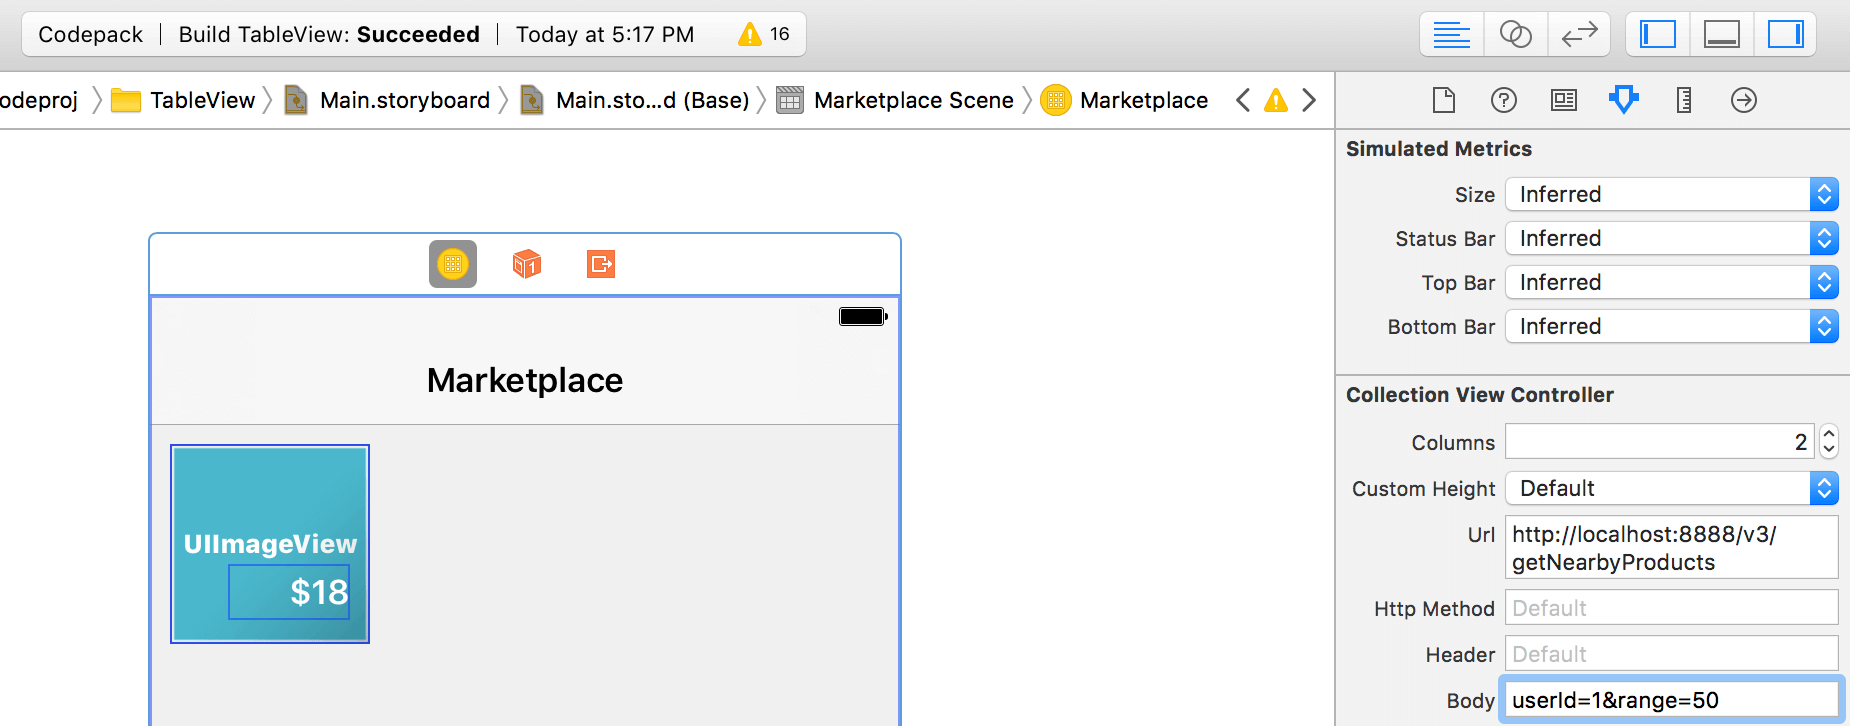 Codepack | Build TableView: Succeeded | Today at 5:17 PM 16
odeproj TableView Main.storyboard Main.sto...d (Base) Marketplace Scene Marketplace
Simulated Metrics
Size Inferred
Status Bar Inferred
Top Bar Inferred
Bottom Bar Inferred
Marketplace
UIImageView
$18
Collection View Controller
Columns 2
Custom Height Default
Url http://localhost:8888/v3/
getNearbyProducts
Http Method Default
Header Default
Body userId=1&range=50